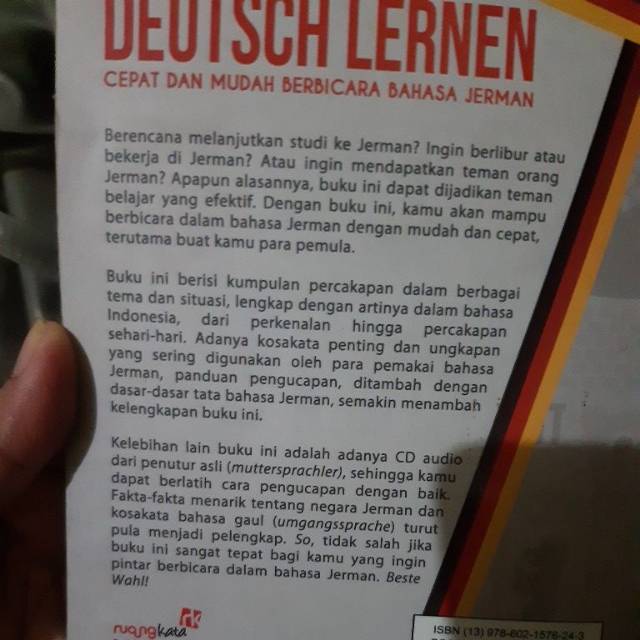 DEUTSCH LERNEN
CEPAT DAN MUDAH BERBICARA BAHASA JERMAN
Berencana melanjutkan studi ke Jerman? Ingin berlibur atau
bekerja di Jerman? Atau ingin mendapatkan teman orang
Jerman? Apapun alasannya, buku ini dapat dijadikan teman
belajar yang efektif. Dengan buku ini, kamu akan mampu
berbicara dalam bahasa Jerman dengan mudah dan cepat,
terutama buat kamu para pemula.
Buku ini berisi kumpulan percakapan dalam berbagai
tema dan situasi, lengkap dengan artinya dalam bahasa
Indonesia, dari perkenalan hingga percakapan
sehari-hari. Adanya kosakata penting dan ungkapan
yang sering digunakan oleh para pemakai bahasa
Jerman, panduan pengucapan, ditambah dengan
dasar-dasar tata bahasa Jerman, semakin menambah
kelengkapan buku ini.
Kelebihan lain buku ini adalah adanya CD audio
dari penutur asli (muttersprachler), sehingga kamu
dapat berlatih cara pengucapan dengan baik.
Fakta-fakta menarik tentang negara Jerman dan
kosakata bahasa gaul (umgangssprache) turut
pula menjadi pelengkap. So, tidak salah jika
buku ini sangat tepat bagi kamu yang ingin
pintar berbicara dalam bahasa Jerman. Beste
Wahl!
rk
ruangkata
ISBN (13) 978-602-1576-24-3